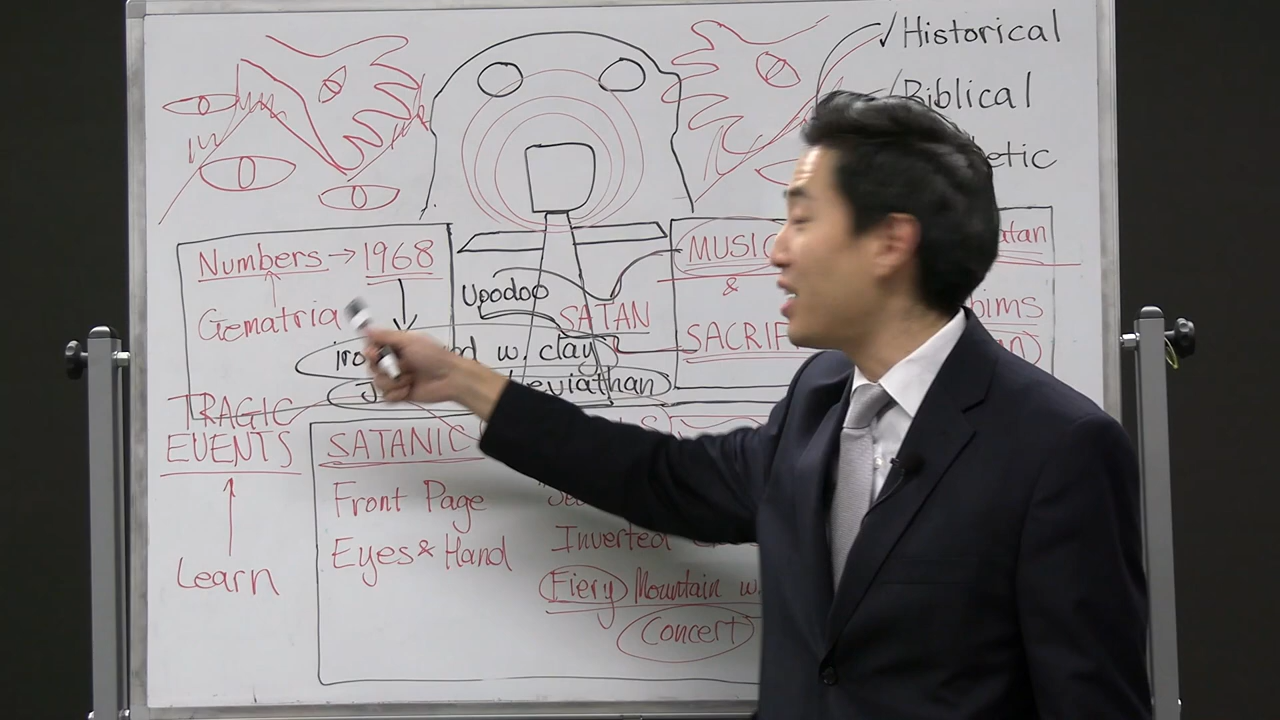 ✓ Historical
Biblical
etic
Numbers → 1968
Gematria
Voodoo
SATAN
MUSIC
&
SACRIF
atan
bims
iro d w. clay
J eviathan
TRAGIC
EVENTS
Learn
SATANIC
Front Page
Eyes & Hand
Inverted
Fiery Mountain w.
Concert